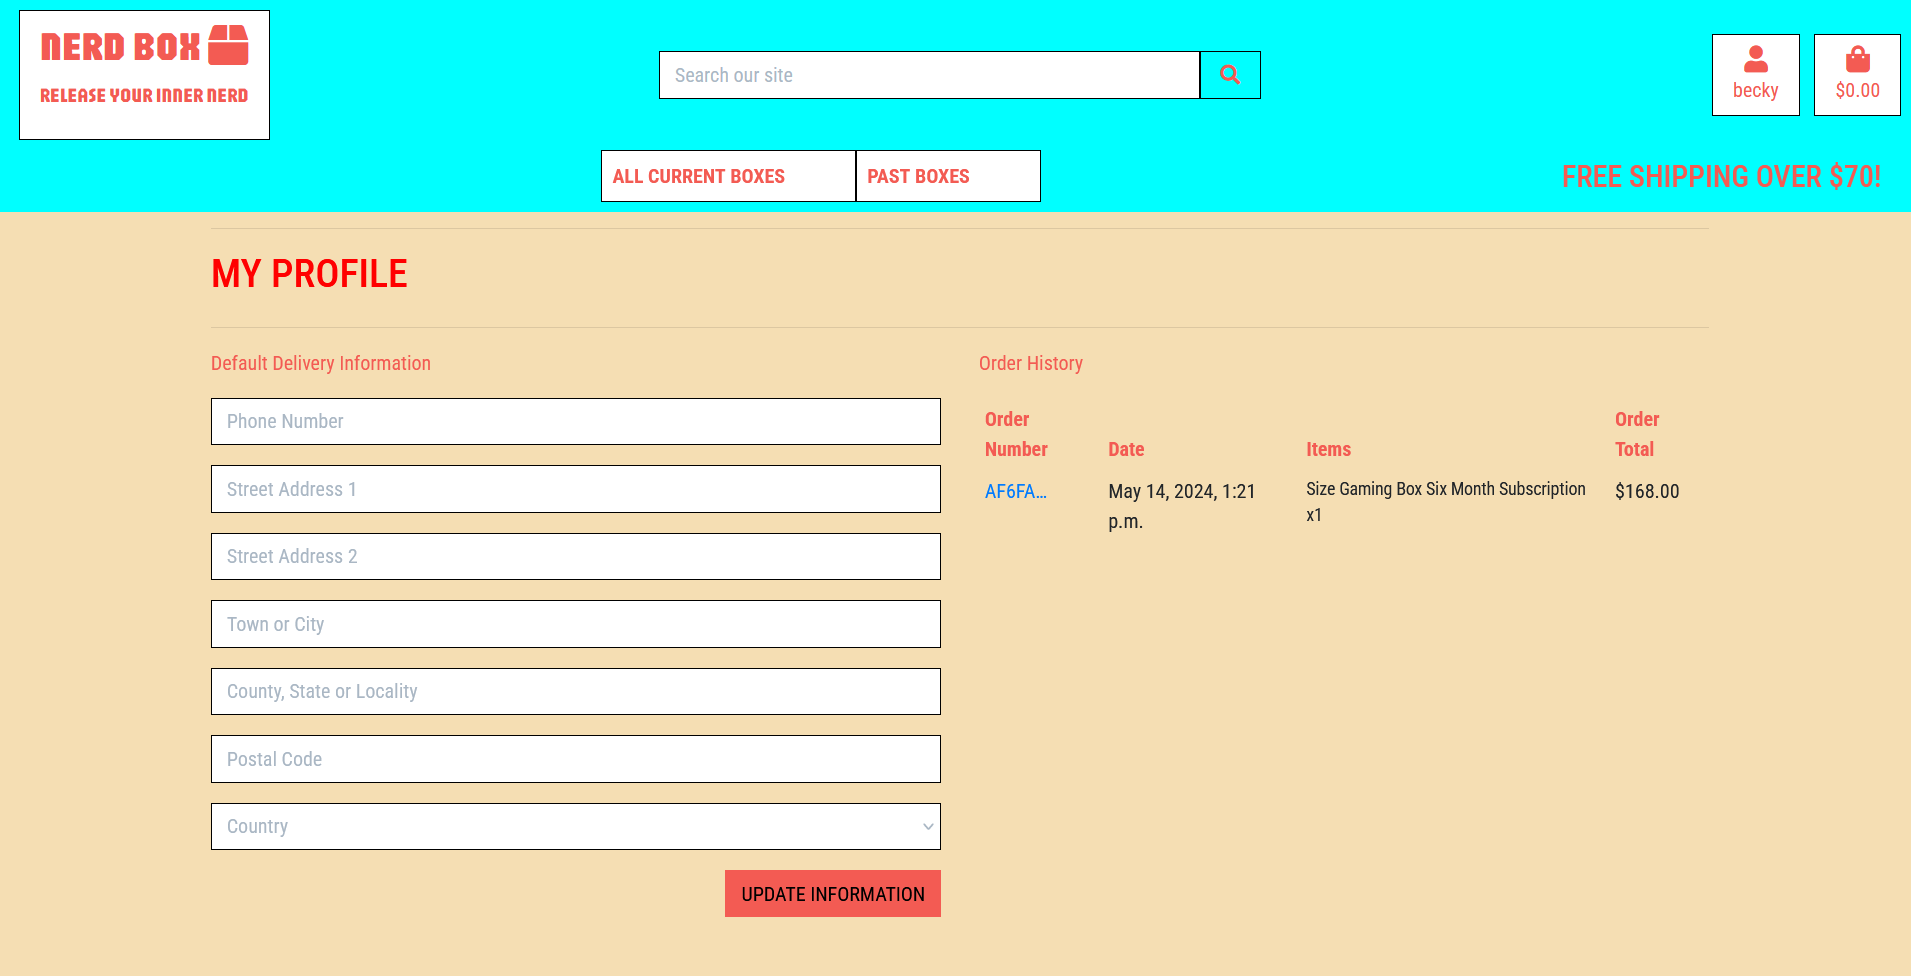 NERD BOX
RELEASE YOUR INNER NERD
Search our site
becky
$0.00
ALL CURRENT BOXES
PAST BOXES
FREE SHIPPING OVER $70!
MY PROFILE
Default Delivery Information
Phone Number
Street Address 1
Street Address 2
Town or City
County, State or Locality
Postal Code
Country
UPDATE INFORMATION
Order History
Order
Number
Date
Items
Order
Total
AF6FA...
May 14, 2024, 1:21
p.m.
Size Gaming Box Six Month Subscription
x1
$168.00